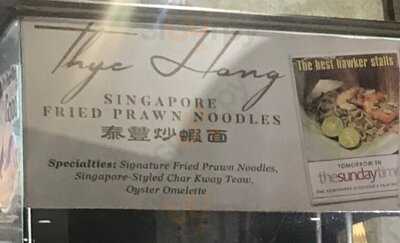 Thye Hong
SINGAPORE
FRIED PRAWN NOODLES
泰豐炒蝦面
Specialties: Signature Fried Prawn Noodles,
Singapore-Styled Char Kway Teow,
Oyster Omelette
The best hawker stalls
TOMORROW IN
thesundaytime